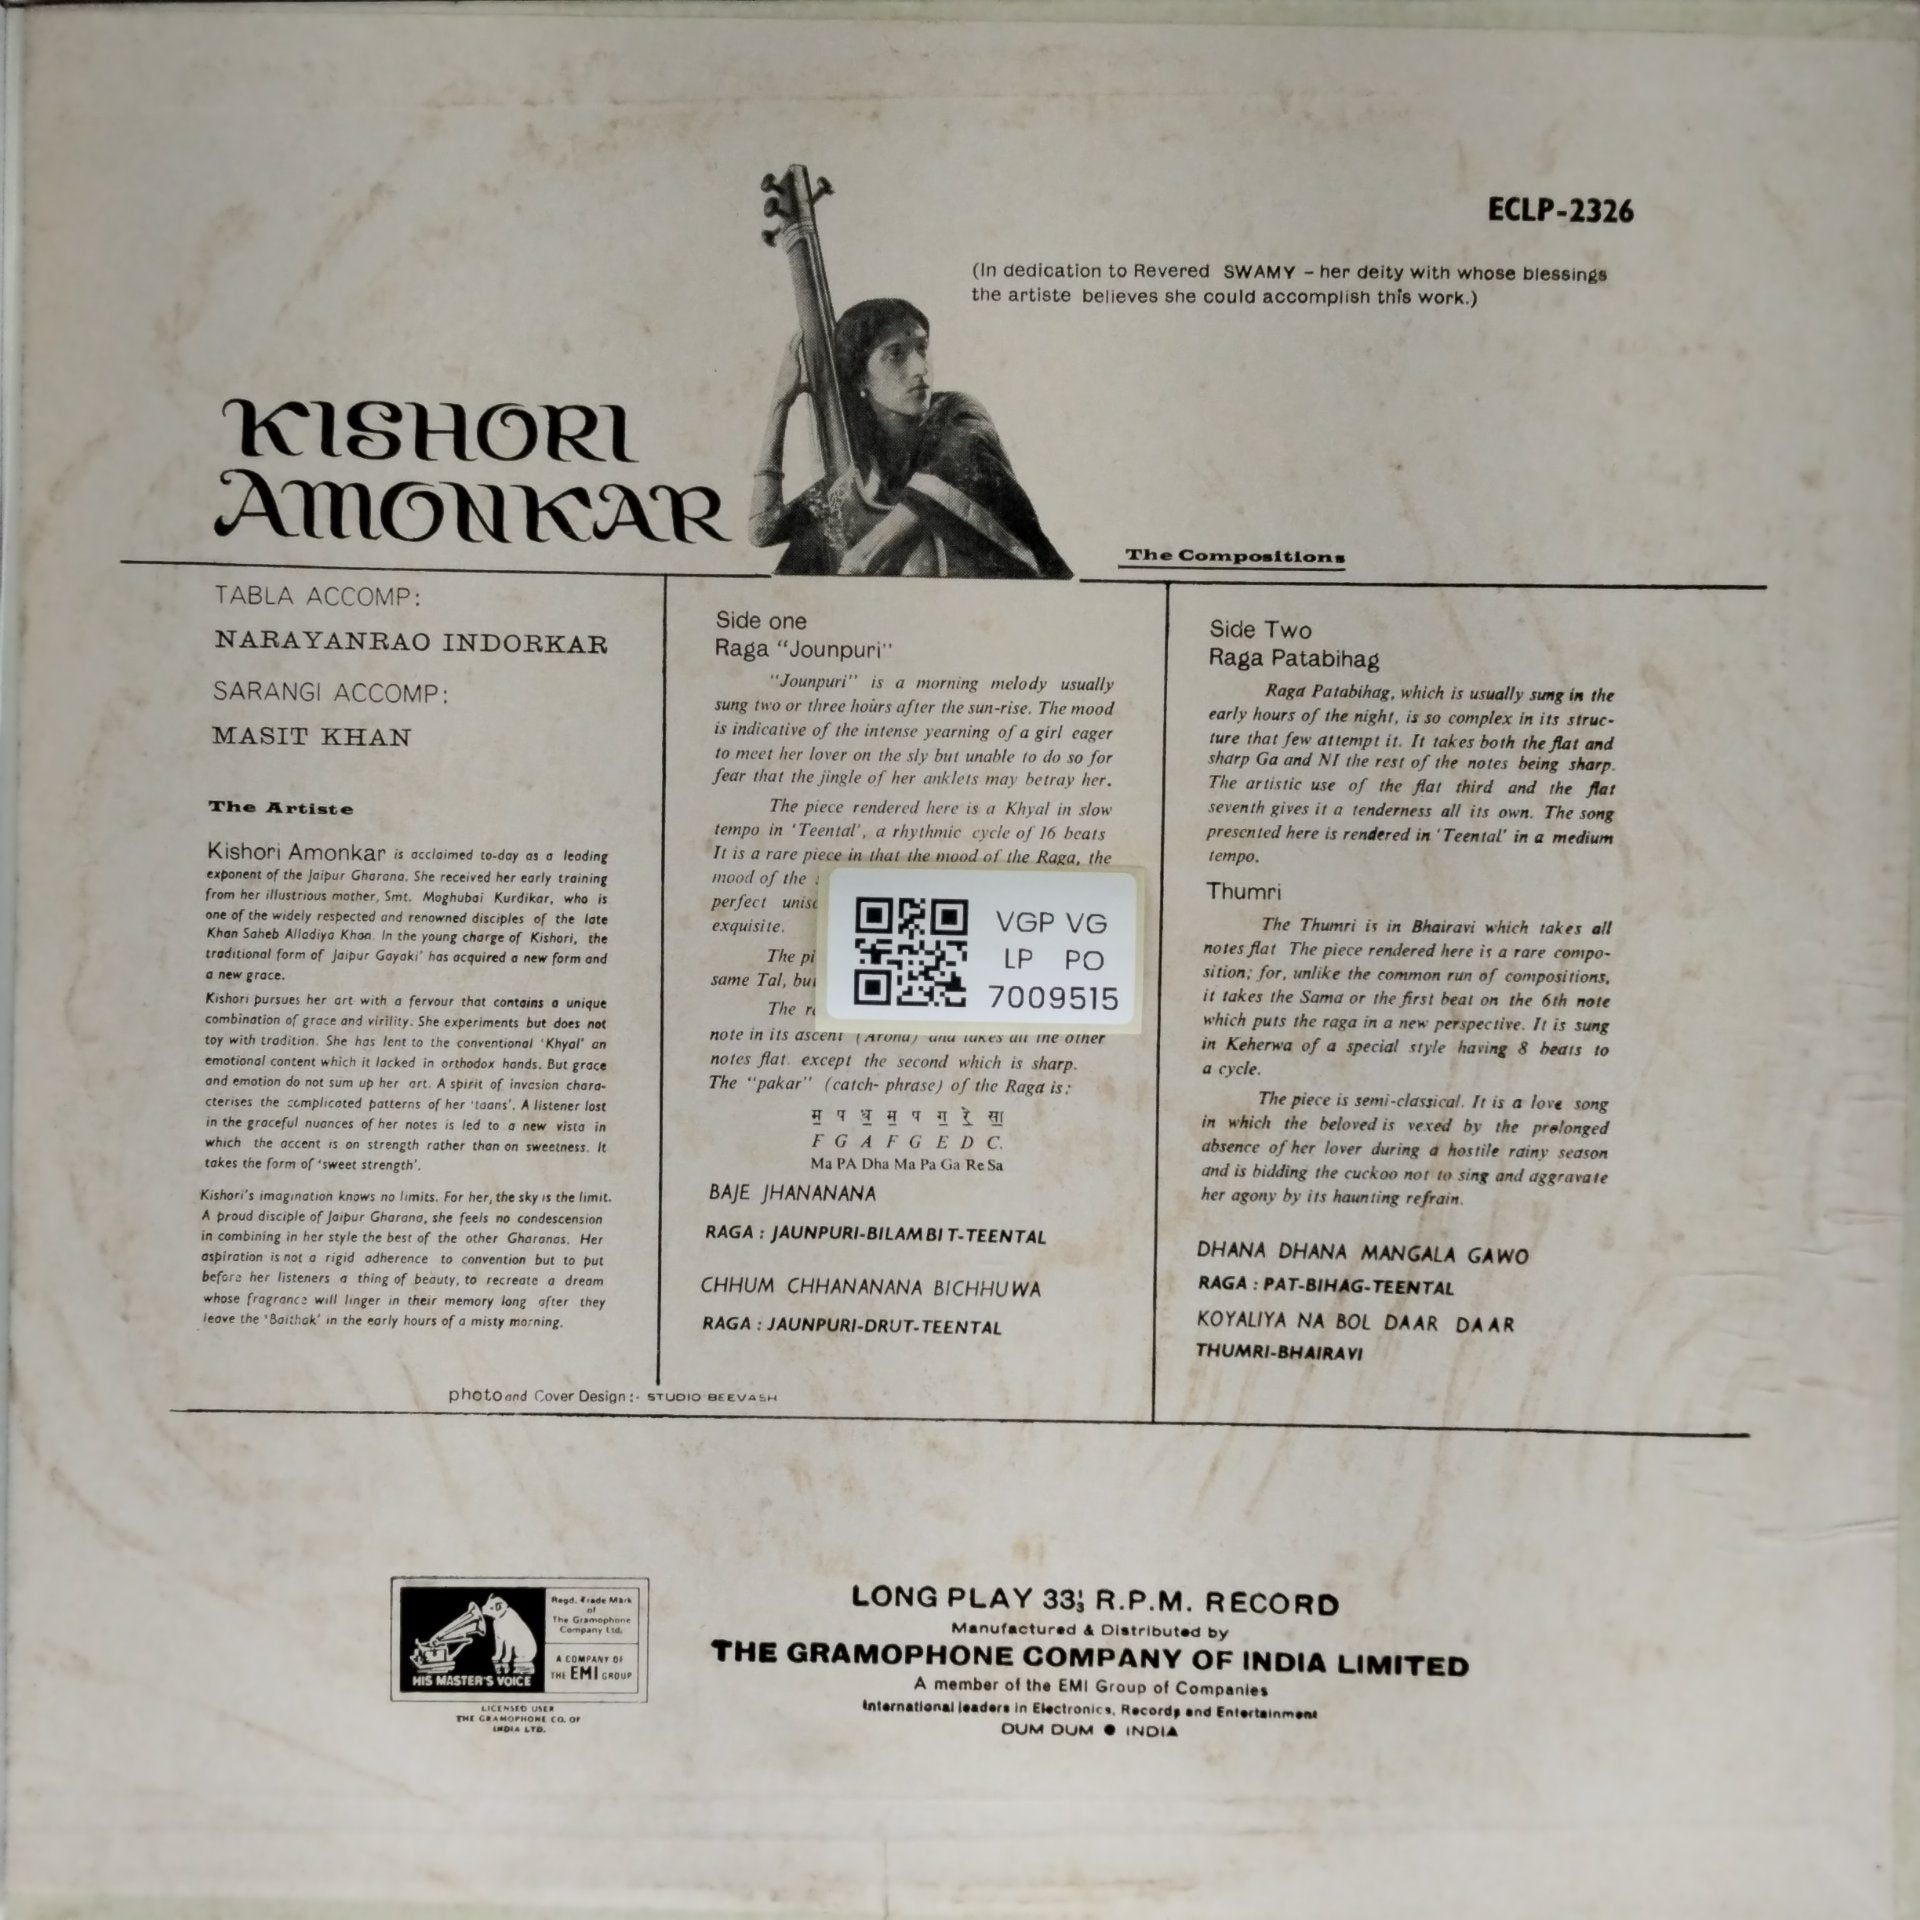 ECLP-2326
(In dedication to Revered SWAMY – her deity with whose blessings
the artiste believes she could accomplish this work.)
KISHORI
AMONKAR
The Compositions
TABLA ACCOMP:
NARAYANRAO INDORKAR
SARANGI ACCOMP:
MASIT KHAN
The Artiste
Kishori Amonkar is acclaimed to-day as a leading
exponent of the Jaipur Gharana. She received her early training
from her illustrious mother, Smt. Moghubai Kurdikar, who is
one of the widely respected and renowned disciples of the late
Khan Saheb Alladiya Khan. In the young charge of Kishori, the
traditional form of Jaipur Gayaki' has acquired a new form and
a new grace.
Kishori pursues her art with a fervour that contains a unique
combination of grace and virility. She experiments but does not
toy with tradition. She has lent to the conventional 'Khyal' an
emotional content which it lacked in orthodox hands. But grace
and emotion do not sum up her art. A spirit of invasion chara-
cterises the complicated patterns of her 'taans'. A listener lost
in the graceful nuances of her notes is led to a new vista in
which the accent is on strength rather than on sweetness. It
takes the form of 'sweet strength'.
Kishori's imagination knows no limits. For her, the sky is the limit.
A proud disciple of Jaipur Gharana, she feels no condescension
in combining in her style the best of the other Gharanas. Her
aspiration is not a rigid adherence to convention but to put
before her listeners a thing of beauty, to recreate a dream
whose fragrance will linger in their memory long after they
leave the 'Baithak' in the early hours of a misty morning.
Side one
Raga "Jounpuri"
"Jounpuri" is a morning melody usually
sung two or three hours after the sun-rise. The mood
is indicative of the intense yearning of a girl eager
to meet her lover on the sly but unable to do so for
fear that the jingle of her anklets may betray her.
The piece rendered here is a Khyal in slow
tempo in 'Teental', a rhythmic cycle of 16 beats
It is a rare piece in that the mood of the Raga, the
mood of the
perfect
exquisite.
The
same Tal,
The
note in its ascent (Aroha) and takes all the other
notes flat. except the second which is sharp.
The "pakar" (catch- phrase) of the Raga is:
म प ध म प ग रे सा
F G A F G E D C.
Ma PA Dha Ma Pa Ga Re Sa
BAJE JHANANANA
RAGA : JAUNPURI-BILAMBIT-TEENTAL
CHHUM CHHANANANA BICHHUWA
RAGA : JAUNPURI-DRUT-TEENTAL
VGP VG
LP PO
7009515
Side Two
Raga Patabihag
Raga Patabihag, which is usually sung in the
early hours of the night, is so complex in its struc-
ture that few attempt it. It takes both the flat and
sharp Ga and NI the rest of the notes being sharp.
The artistic use of the flat third and the flat
seventh gives it a tenderness all its own. The song
presented here is rendered in 'Teental' in a medium
tempo.
Thumri
The Thumri is in Bhairavi which takes all
notes flat The piece rendered here is a rare compo-
sition; for, unlike the common run of compositions,
it takes the Sama or the first beat on the 6th note
which puts the raga in a new perspective. It is sung
in Keherwa of a special style having 8 beats to
a cycle.
The piece is semi-classical. It is a love song
in which the beloved is vexed by the prolonged
absence of her lover during a hostile rainy season
and is bidding the cuckoo not to sing and aggravate
her agony by its haunting refrain.
DHANA DHANA MANGALA GAWO
RAGA : PAT-BIHAG-TEENTAL
KOYALIYA NA BOL DAAR DAAR
THUMRI-BHAIRAVI
photo and Cover Design :- STUDIO BEEVASH
HIS MASTER'S VOICE
Regd. Trade Mark
of
The Gramophone
Company Ltd.
A COMPANY OF
THE EMI GROUP
LICENSED USER
THE GRAMOPHONE CO. OF
INDIA LTD.
LONG PLAY 33⅓ R.P.M. RECORD
Manufactured & Distributed by
THE GRAMOPHONE COMPANY OF INDIA LIMITED
A member of the EMI Group of Companies
International leaders in Electronics, Records and Entertainment
DUM DUM ● INDIA